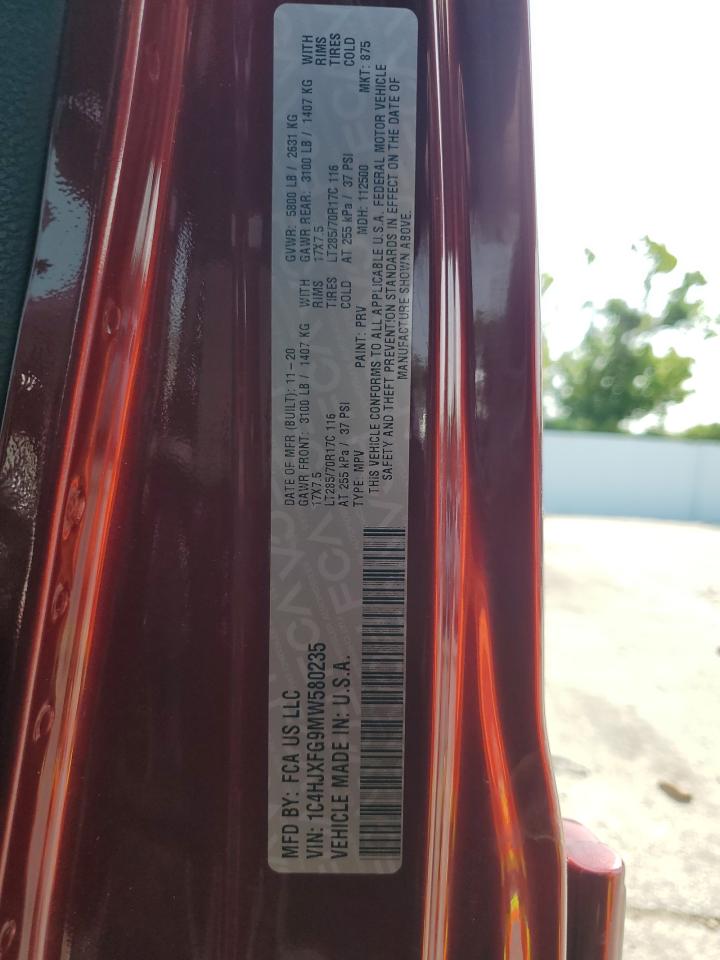 MFD BY: FCA US LLC
VIN: 1C4HJXFG9MW580235
VEHICLE MADE IN: U.S.A.
DATE OF MFR (BUILT): 11-20 GVWR: 5800 LB / 2631 KG
GAWR FRONT: 3100 LB / 1407 KG WITH GAWR REAR: 3100 LB / 1407 KG WITH
17X7.5 RIMS 17X7.5 RIMS
LT285/70R17C 116 TIRES LT285/70R17C 116 TIRES
AT 255 kPa / 37 PSI COLD AT 255 kPa / 37 PSI COLD
TYPE: MPV PAINT: PRV MDH: 112500 MKT: 875
THIS VEHICLE CONFORMS TO ALL APPLICABLE U.S.A. FEDERAL MOTOR VEHICLE
SAFETY AND THEFT PREVENTION STANDARDS IN EFFECT ON THE DATE OF
MANUFACTURE SHOWN ABOVE.